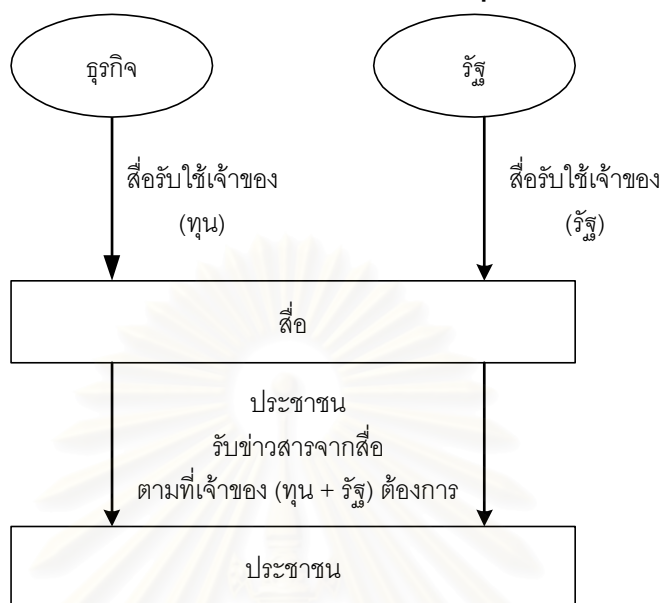 ธุรกิจ
รัฐ
สื่อรับใช้เจ้าของ
(ทุน)
สื่อรับใช้เจ้าของ
(รัฐ)
สื่อ
ประชาชน
รับข่าวสารจากสื่อ
ตามที่เจ้าของ (ทุน + รัฐ) ต้องการ
ประชาชน